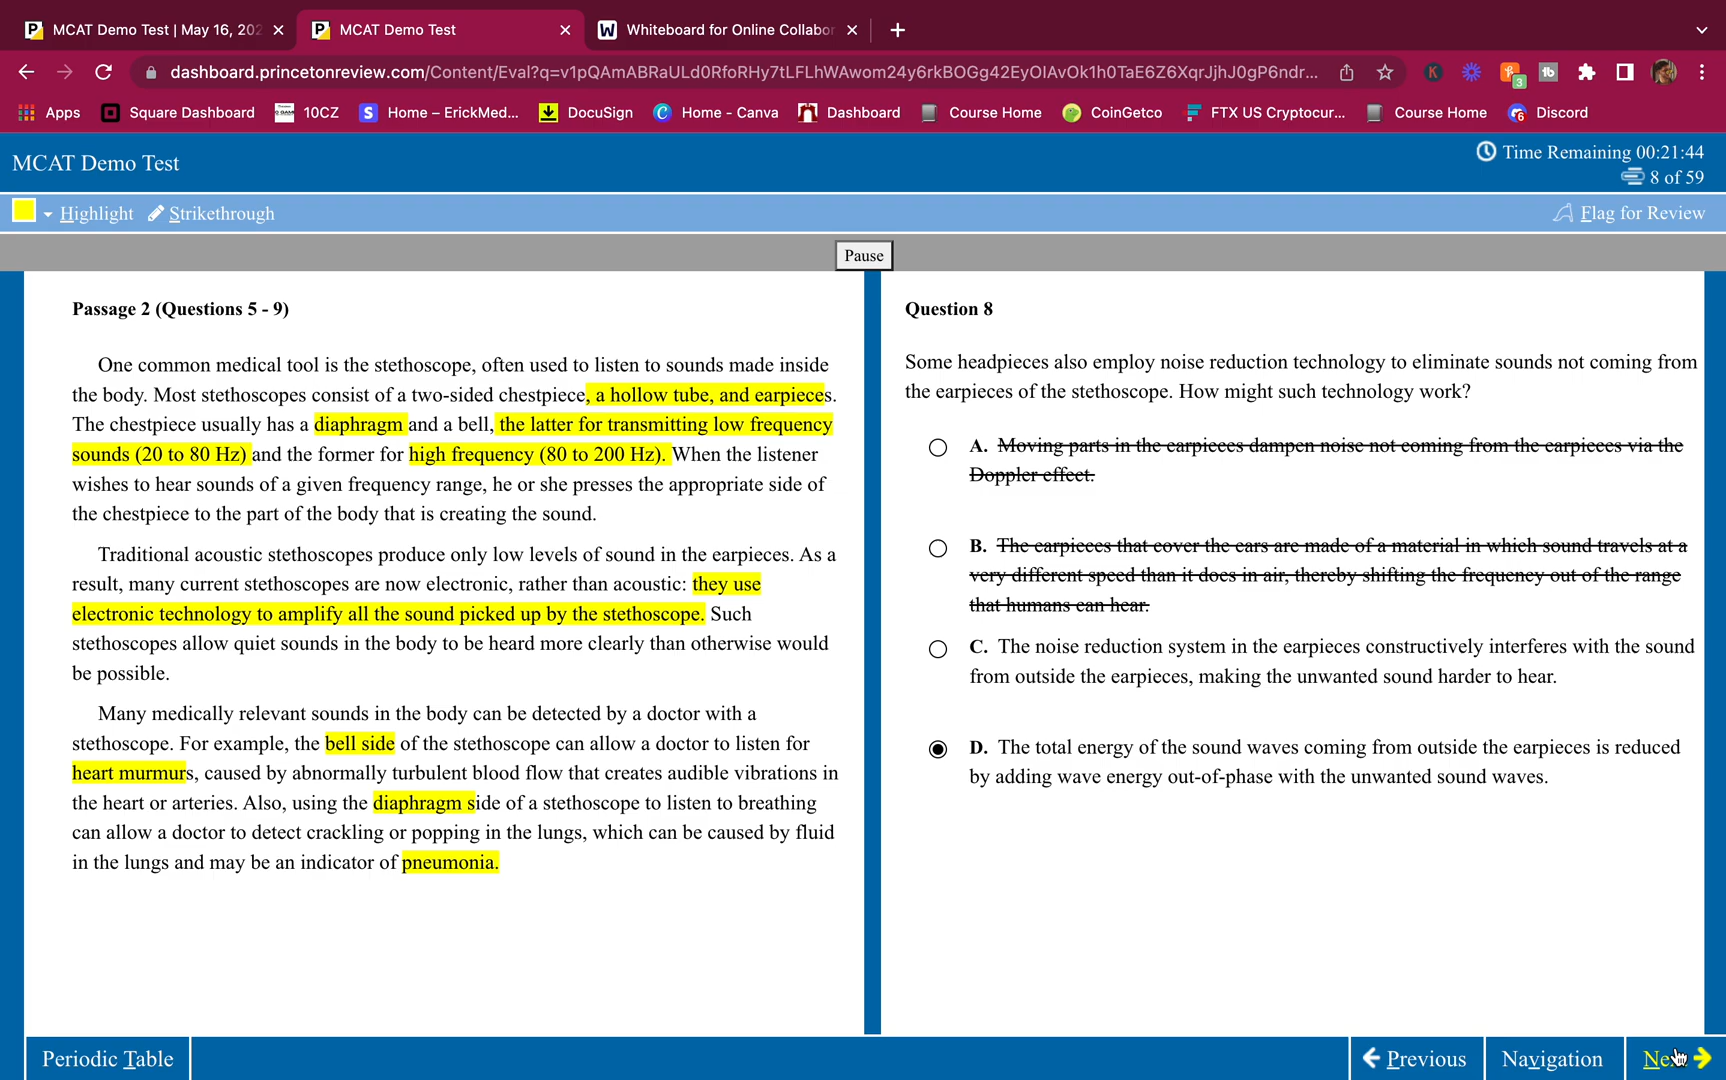 MCAT Demo Test | May 16, 202
MCAT Demo Test
Whiteboard for Online Collabor
dashboard.princetonreview.com/Content/Eval?q=v1pQAmABRaULd0RfoRHy7tLFLhWAwom24y6rkBOGg42EyOIAvOk1h0TaE6Z6XqrJjhJ0gP6ndr...
Apps Square Dashboard 10CZ Home – ErickMed... DocuSign Home - Canva Dashboard Course Home CoinGetco FTX US Cryptocur... Course Home Discord
MCAT Demo Test
Time Remaining 00:21:44
8 of 59
Highlight Strikethrough
Flag for Review
Pause
Passage 2 (Questions 5 - 9)
One common medical tool is the stethoscope, often used to listen to sounds made inside
the body. Most stethoscopes consist of a two-sided chestpiece, a hollow tube, and earpieces.
The chestpiece usually has a diaphragm and a bell, the latter for transmitting low frequency
sounds (20 to 80 Hz) and the former for high frequency (80 to 200 Hz). When the listener
wishes to hear sounds of a given frequency range, he or she presses the appropriate side of
the chestpiece to the part of the body that is creating the sound.
Traditional acoustic stethoscopes produce only low levels of sound in the earpieces. As a
result, many current stethoscopes are now electronic, rather than acoustic: they use
electronic technology to amplify all the sound picked up by the stethoscope. Such
stethoscopes allow quiet sounds in the body to be heard more clearly than otherwise would
be possible.
Many medically relevant sounds in the body can be detected by a doctor with a
stethoscope. For example, the bell side of the stethoscope can allow a doctor to listen for
heart murmurs, caused by abnormally turbulent blood flow that creates audible vibrations in
the heart or arteries. Also, using the diaphragm side of a stethoscope to listen to breathing
can allow a doctor to detect crackling or popping in the lungs, which can be caused by fluid
in the lungs and may be an indicator of pneumonia.
Question 8
Some headpieces also employ noise reduction technology to eliminate sounds not coming from
the earpieces of the stethoscope. How might such technology work?
A. Moving parts in the earpieces dampen noise not coming from the earpieces via the
Doppler effect.
B. The earpieces that cover the ears are made of a material in which sound travels at a
very different speed than it does in air, thereby shifting the frequency out of the range
that humans can hear.
C. The noise reduction system in the earpieces constructively interferes with the sound
from outside the earpieces, making the unwanted sound harder to hear.
D. The total energy of the sound waves coming from outside the earpieces is reduced
by adding wave energy out-of-phase with the unwanted sound waves.
Periodic Table
Previous Navigation